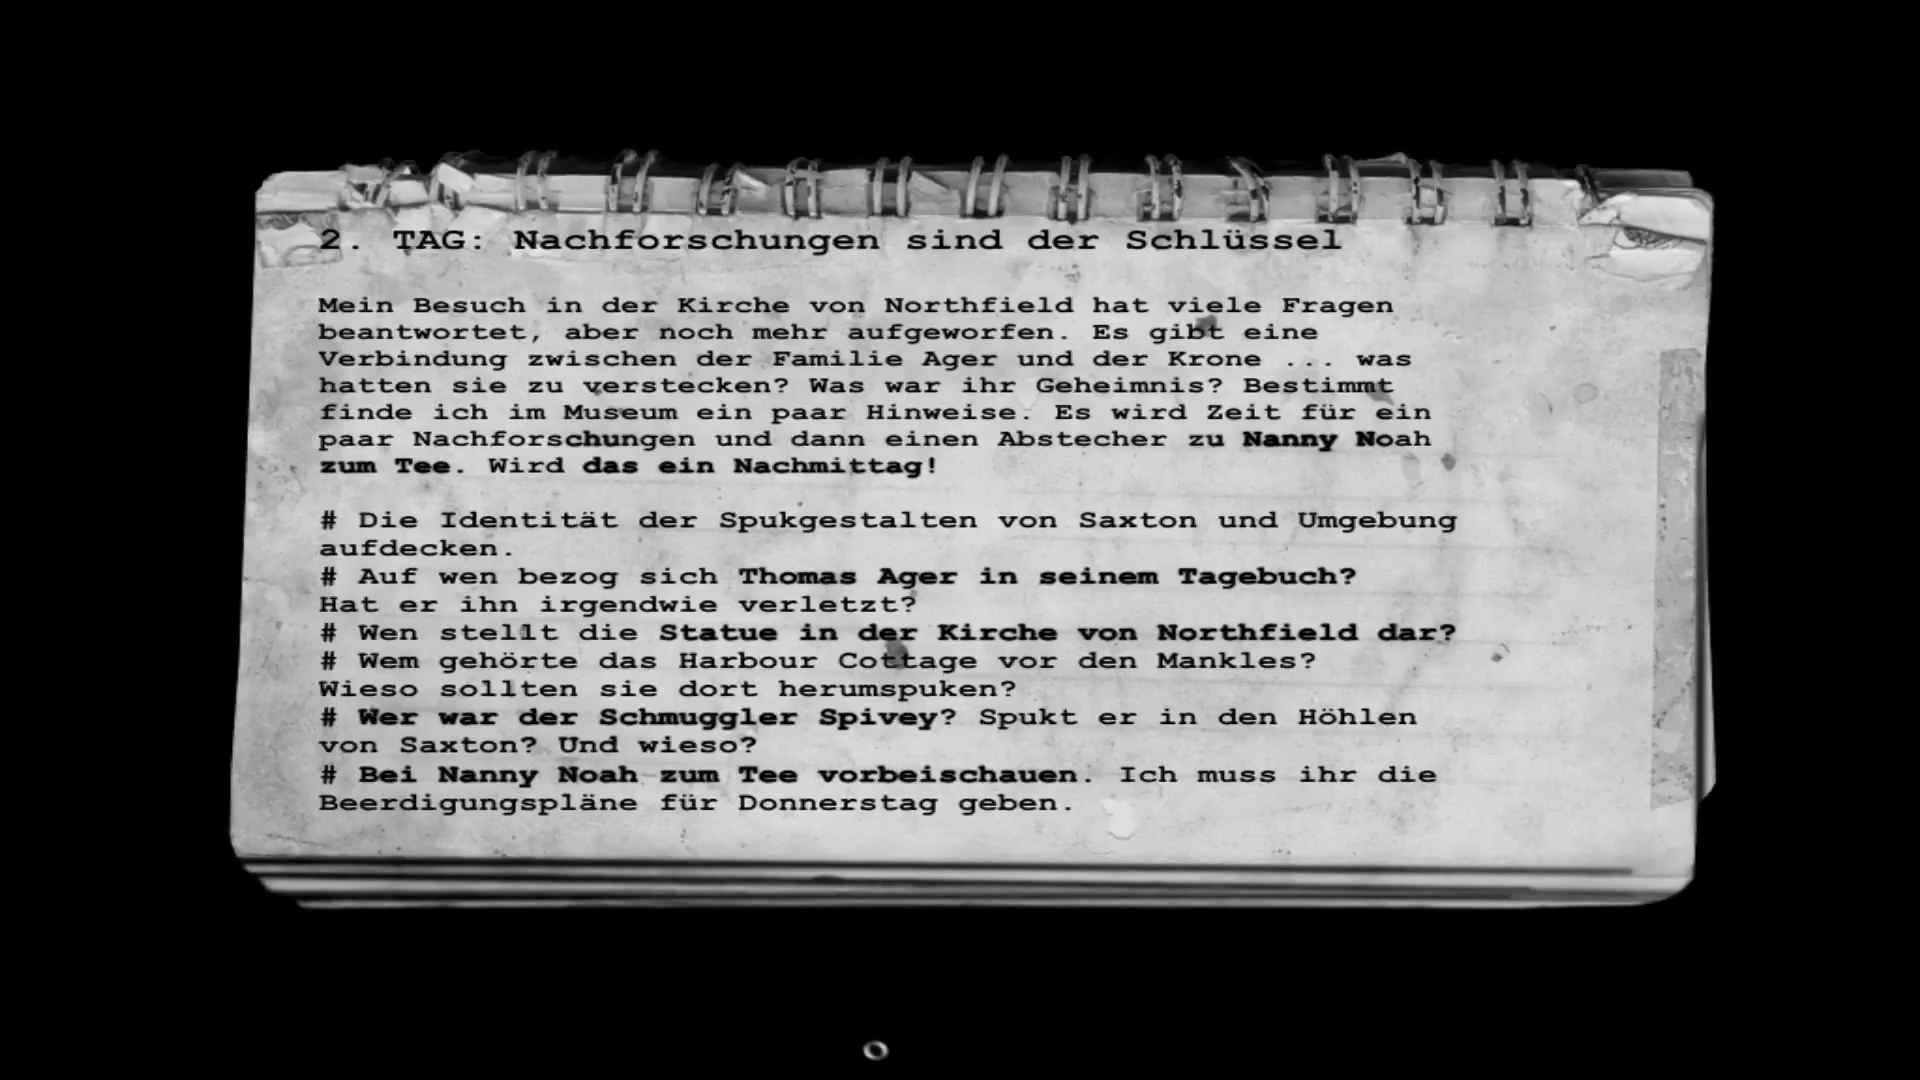 2. TAG: Nachforschungen sind der Schlüssel
Mein Besuch in der Kirche von Northfield hat viele Fragen
beantwortet, aber noch mehr aufgeworfen. Es gibt eine
Verbindung zwischen der Familie Ager und der Krone ... was
hatten sie zu verstecken? Was war ihr Geheimnis? Bestimmt
finde ich im Museum ein paar Hinweise. Es wird Zeit für ein
paar Nachforschungen und dann einen Abstecher zu Nanny Noah
zum Tee. Wird das ein Nachmittag!
# Die Identität der Spukgestalten von Saxton und Umgebung
aufdecken.
# Auf wen bezog sich Thomas Ager in seinem Tagebuch?
Hat er ihn irgendwie verletzt?
# Wen stellt die Statue in der Kirche von Northfield dar?
# Wem gehörte das Harbour Cottage vor den Mankles?
Wieso sollten sie dort herumspuken?
# Wer war der Schmuggler Spivey? Spukt er in den Höhlen
von Saxton? Und wieso?
# Bei Nanny Noah zum Tee vorbeischauen. Ich muss ihr die
Beerdigungspläne für Donnerstag geben.